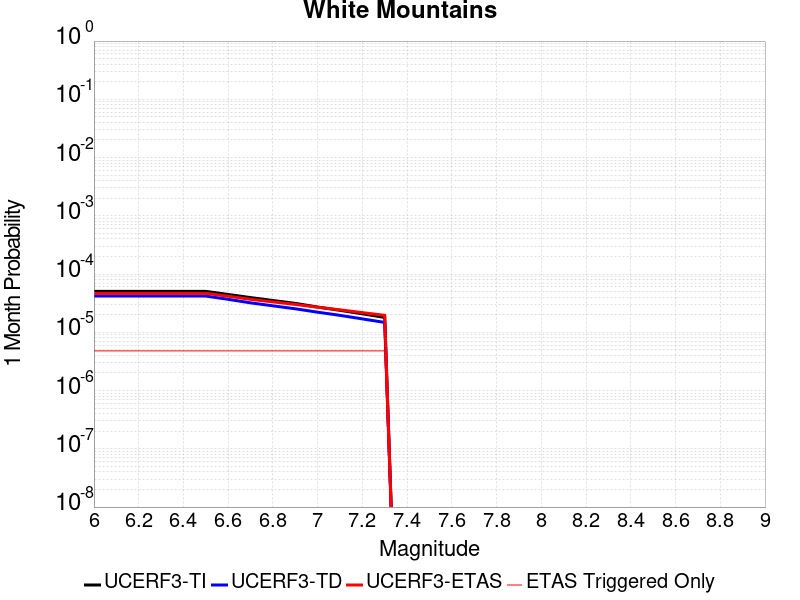 White Mountains
10^0
10^-1
10^-2
10^-3
10^-4
10^-5
10^-6
10^-7
10^-8
1 Month Probability
6 6.2 6.4 6.6 6.8 7 7.2 7.4 7.6 7.8 8 8.2 8.4 8.6 8.8 9
Magnitude
UCERF3-TI UCERF3-TD UCERF3-ETAS ETAS Triggered Only